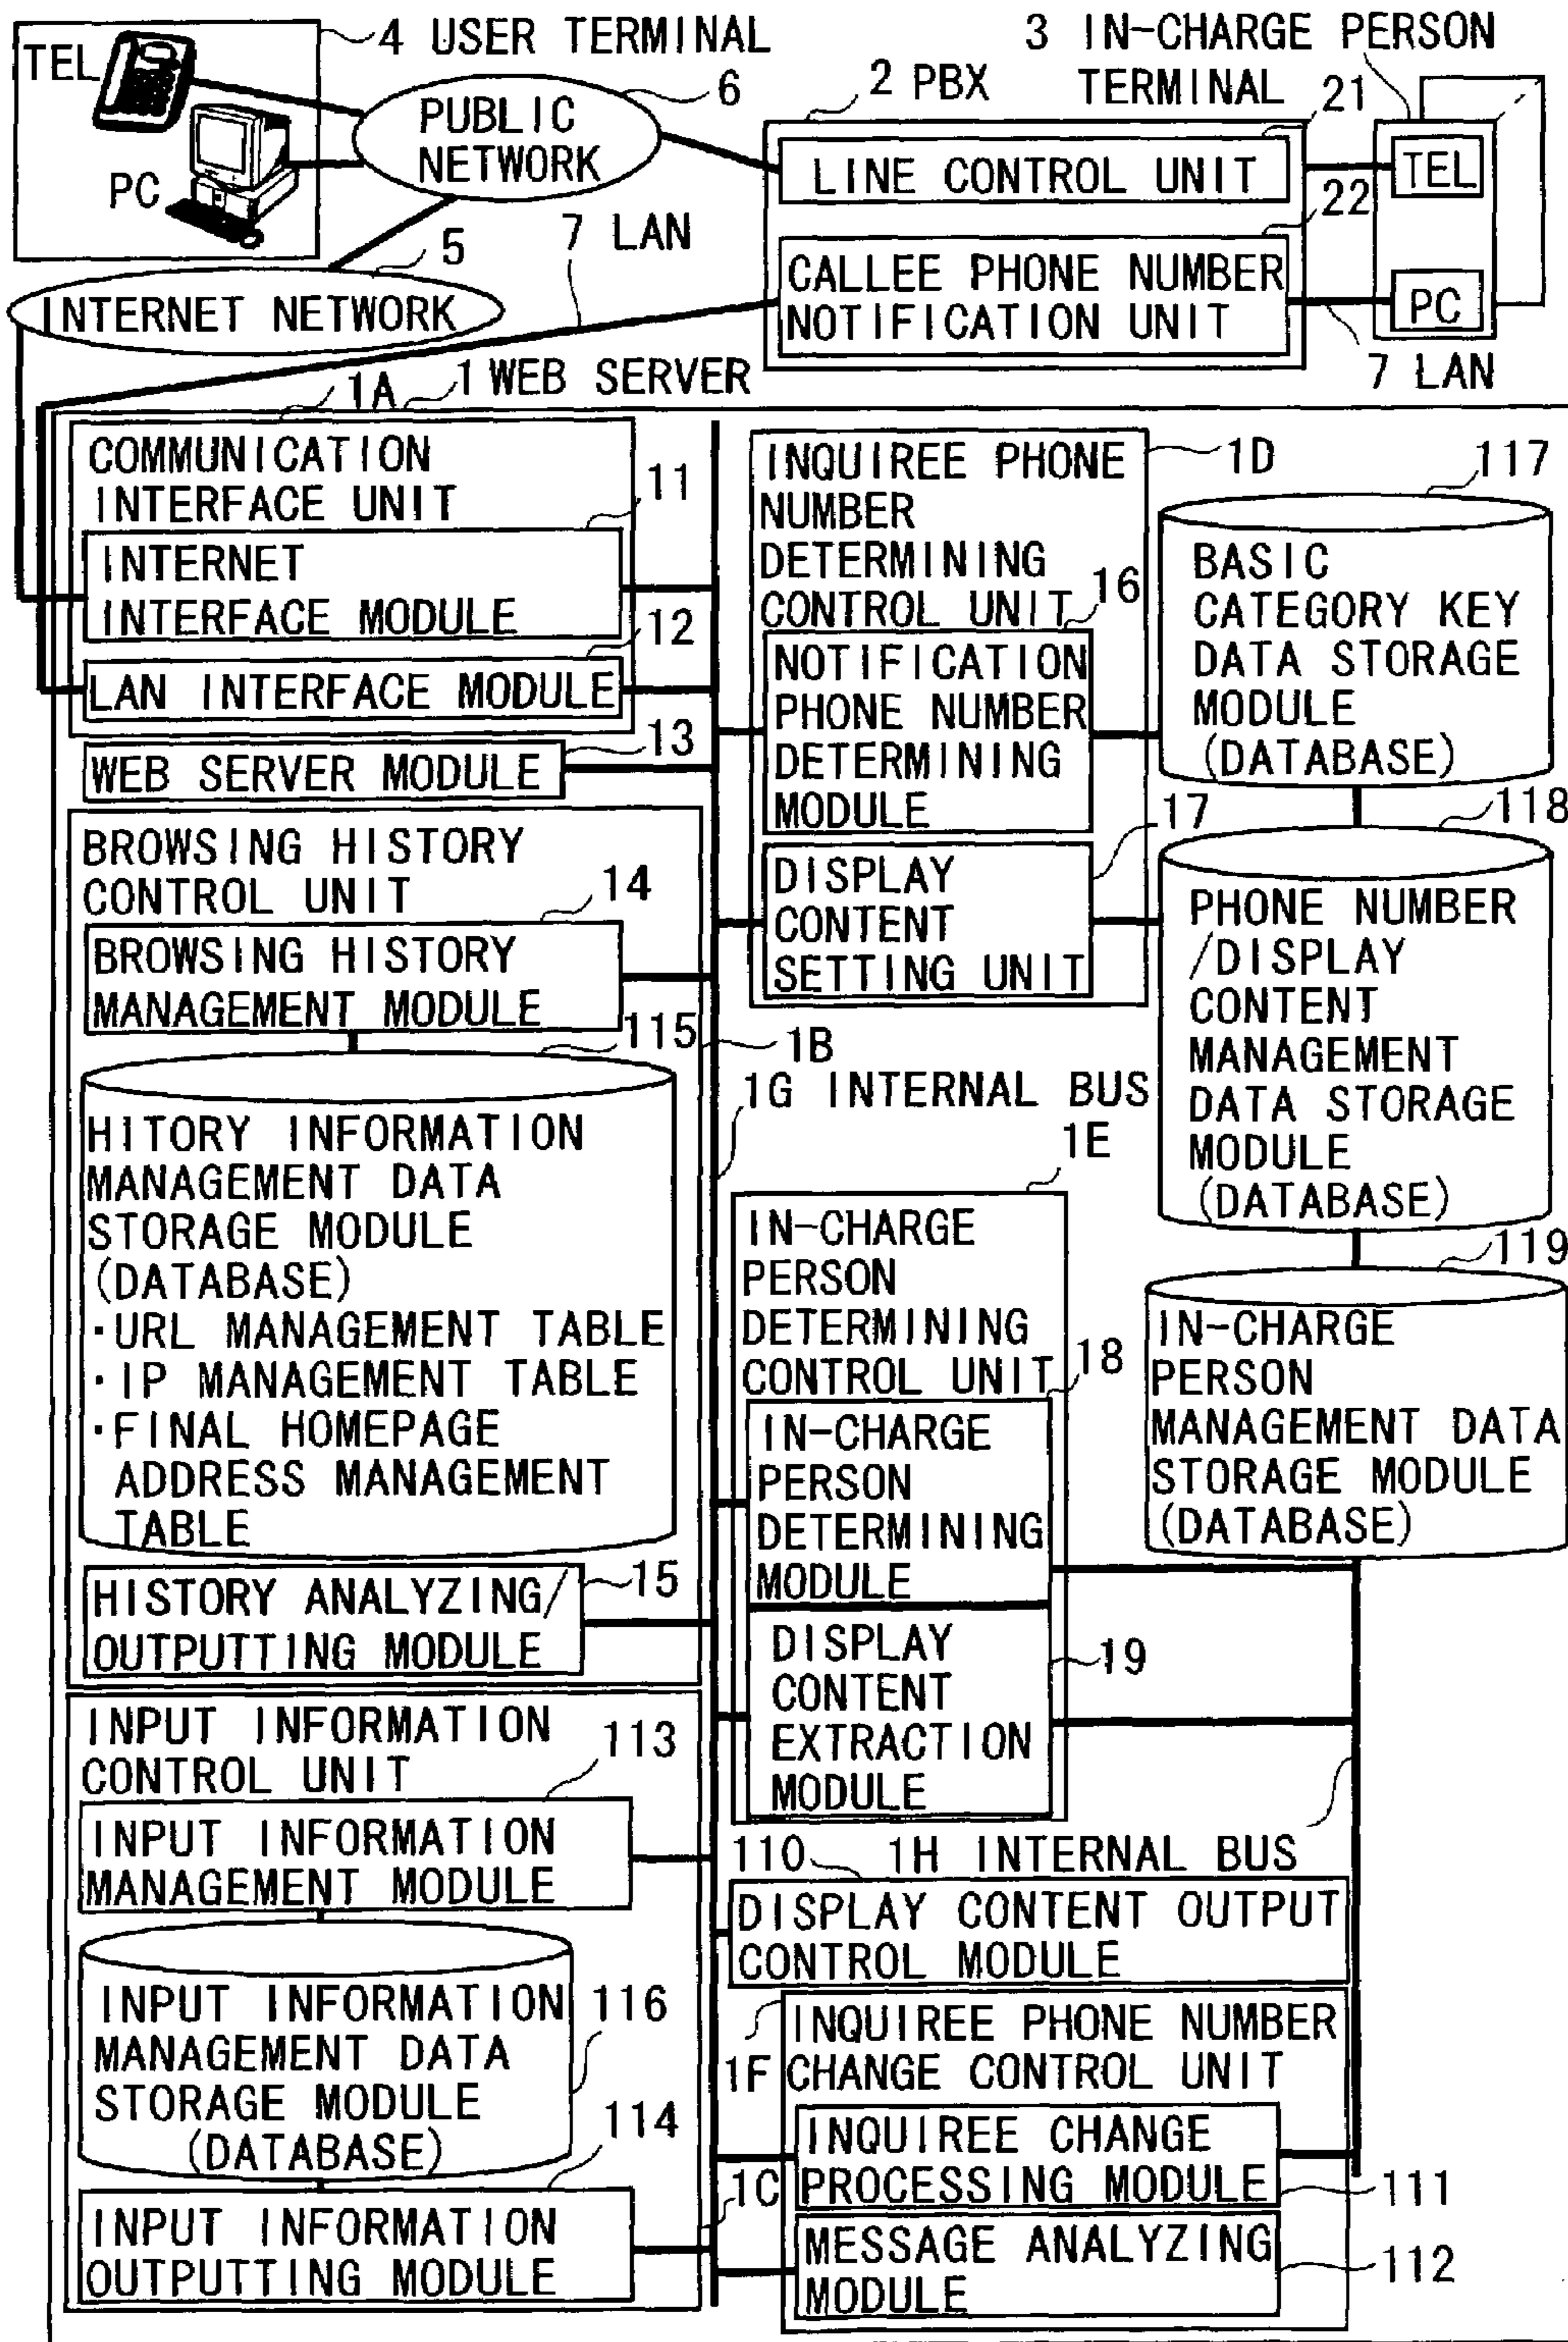 4 USER TERMINAL
TEL
PC
PUBLIC
NETWORK
6
5
INTERNET NETWORK
7 LAN
2 PBX
3 IN-CHARGE PERSON
TERMINAL
21
LINE CONTROL UNIT
22
CALLEE PHONE NUMBER
NOTIFICATION UNIT
TEL
PC
7 LAN
1 WEB SERVER
1A
COMMUNICATION
INTERFACE UNIT
11
INTERNET
INTERFACE MODULE
12
LAN INTERFACE MODULE
13
WEB SERVER MODULE
BROWSING HISTORY
CONTROL UNIT
14
BROWSING HISTORY
MANAGEMENT MODULE
115
1B
HITORY INFORMATION
MANAGEMENT DATA
STORAGE MODULE
(DATABASE)
·URL MANAGEMENT TABLE
·IP MANAGEMENT TABLE
·FINAL HOMEPAGE
ADDRESS MANAGEMENT
TABLE
15
HISTORY ANALYZING/
OUTPUTTING MODULE
INPUT INFORMATION
CONTROL UNIT
113
INPUT INFORMATION
MANAGEMENT MODULE
INPUT INFORMATION
MANAGEMENT DATA
STORAGE MODULE
(DATABASE)
116
114
1C
INPUT INFORMATION
OUTPUTTING MODULE
INQUIREE PHONE
NUMBER
DETERMINING
CONTROL UNIT
1D
16
NOTIFICATION
PHONE NUMBER
DETERMINING
MODULE
17
DISPLAY
CONTENT
SETTING UNIT
117
BASIC
CATEGORY KEY
DATA STORAGE
MODULE
(DATABASE)
118
PHONE NUMBER
/DISPLAY
CONTENT
MANAGEMENT
DATA STORAGE
MODULE
(DATABASE)
119
IN-CHARGE
PERSON
MANAGEMENT DATA
STORAGE MODULE
(DATABASE)
1G INTERNAL BUS
1E
IN-CHARGE
PERSON
DETERMINING
CONTROL UNIT
18
IN-CHARGE
PERSON
DETERMINING
MODULE
DISPLAY
CONTENT
EXTRACTION
MODULE
19
110
1H INTERNAL BUS
DISPLAY CONTENT OUTPUT
CONTROL MODULE
1F
INQUIREE PHONE NUMBER
CHANGE CONTROL UNIT
INQUIREE CHANGE
PROCESSING MODULE
111
MESSAGE ANALYZING
MODULE
112